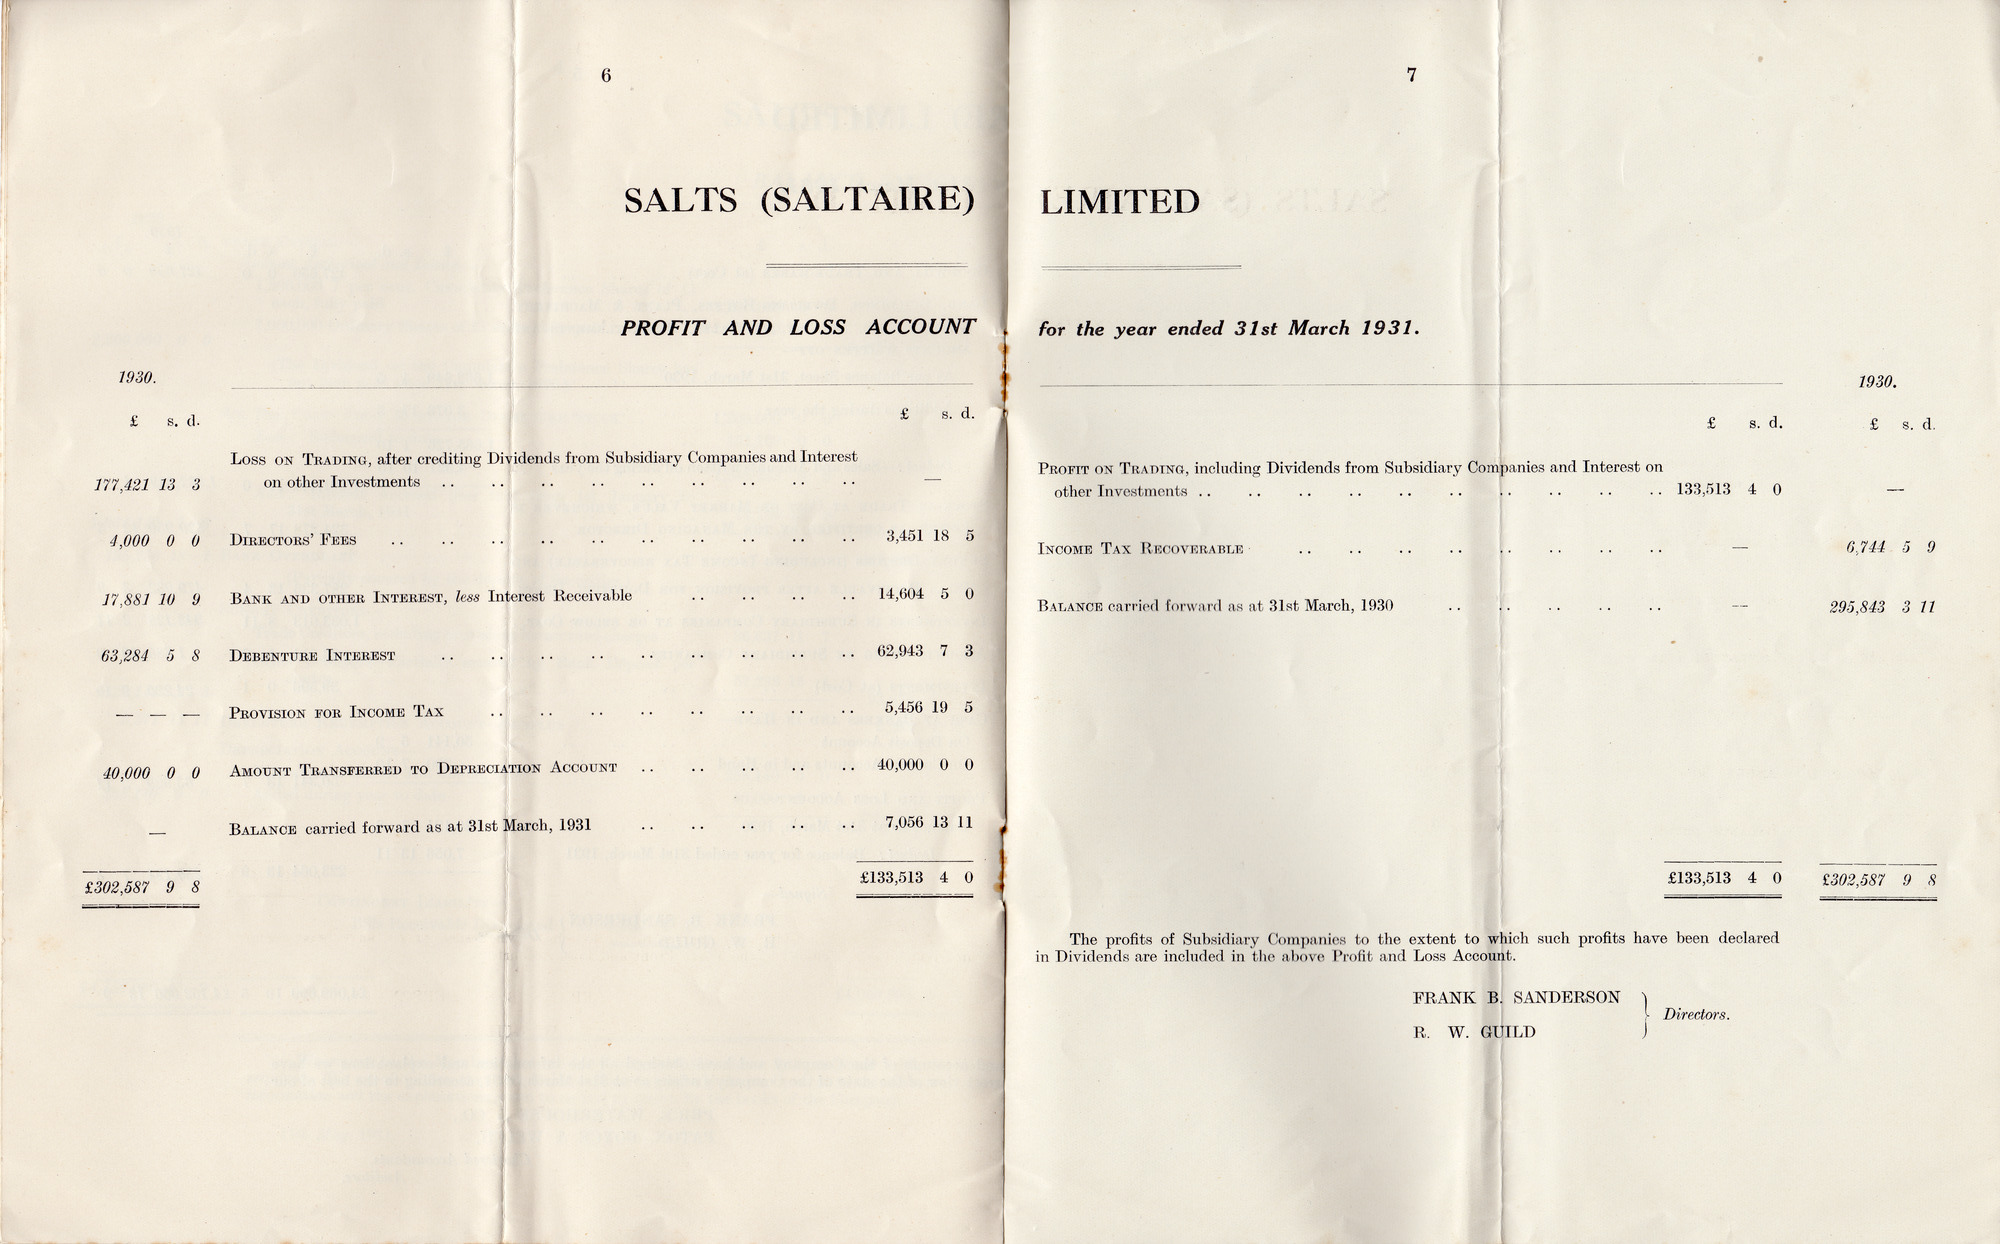 6
SALTS (SALTAIRE)
PROFIT AND LOSS ACCOUNT
1930.
£ s. d. £ s. d.
LOSS ON TRADING, after crediting Dividends from Subsidiary Companies and Interest
177,421 13 3 on other Investments .. .. .. .. .. .. .. .. .. —
4,000 0 0 DIRECTORS' FEES .. .. .. .. .. .. .. .. .. .. 3,451 18 5
17,881 10 9 BANK AND OTHER INTEREST, less Interest Receivable .. .. .. .. 14,604 5 0
63,284 5 8 DEBENTURE INTEREST .. .. .. .. .. .. .. .. .. 62,943 7 3
— — — PROVISION FOR INCOME TAX .. .. .. .. .. .. .. .. 5,456 19 5
40,000 0 0 AMOUNT TRANSFERRED TO DEPRECIATION ACCOUNT .. .. .. .. .. 40,000 0 0
— BALANCE carried forward as at 31st March, 1931 .. .. .. .. .. 7,056 13 11
£302,587 9 8 £133,513 4 0
7
LIMITED
for the year ended 31st March 1931.
1930.
£ s. d. £ s. d.
PROFIT ON TRADING, including Dividends from Subsidiary Companies and Interest on
other Investments .. .. .. .. .. .. .. .. .. .. 133,513 4 0 —
INCOME TAX RECOVERABLE .. .. .. .. .. .. .. .. — 6,744 5 9
BALANCE carried forward as at 31st March, 1930 .. .. .. .. .. — 295,843 3 11
£133,513 4 0 £302,587 9 8
The profits of Subsidiary Companies to the extent to which such profits have been declared
in Dividends are included in the above Profit and Loss Account.
FRANK B. SANDERSON
Directors.
R. W. GUILD